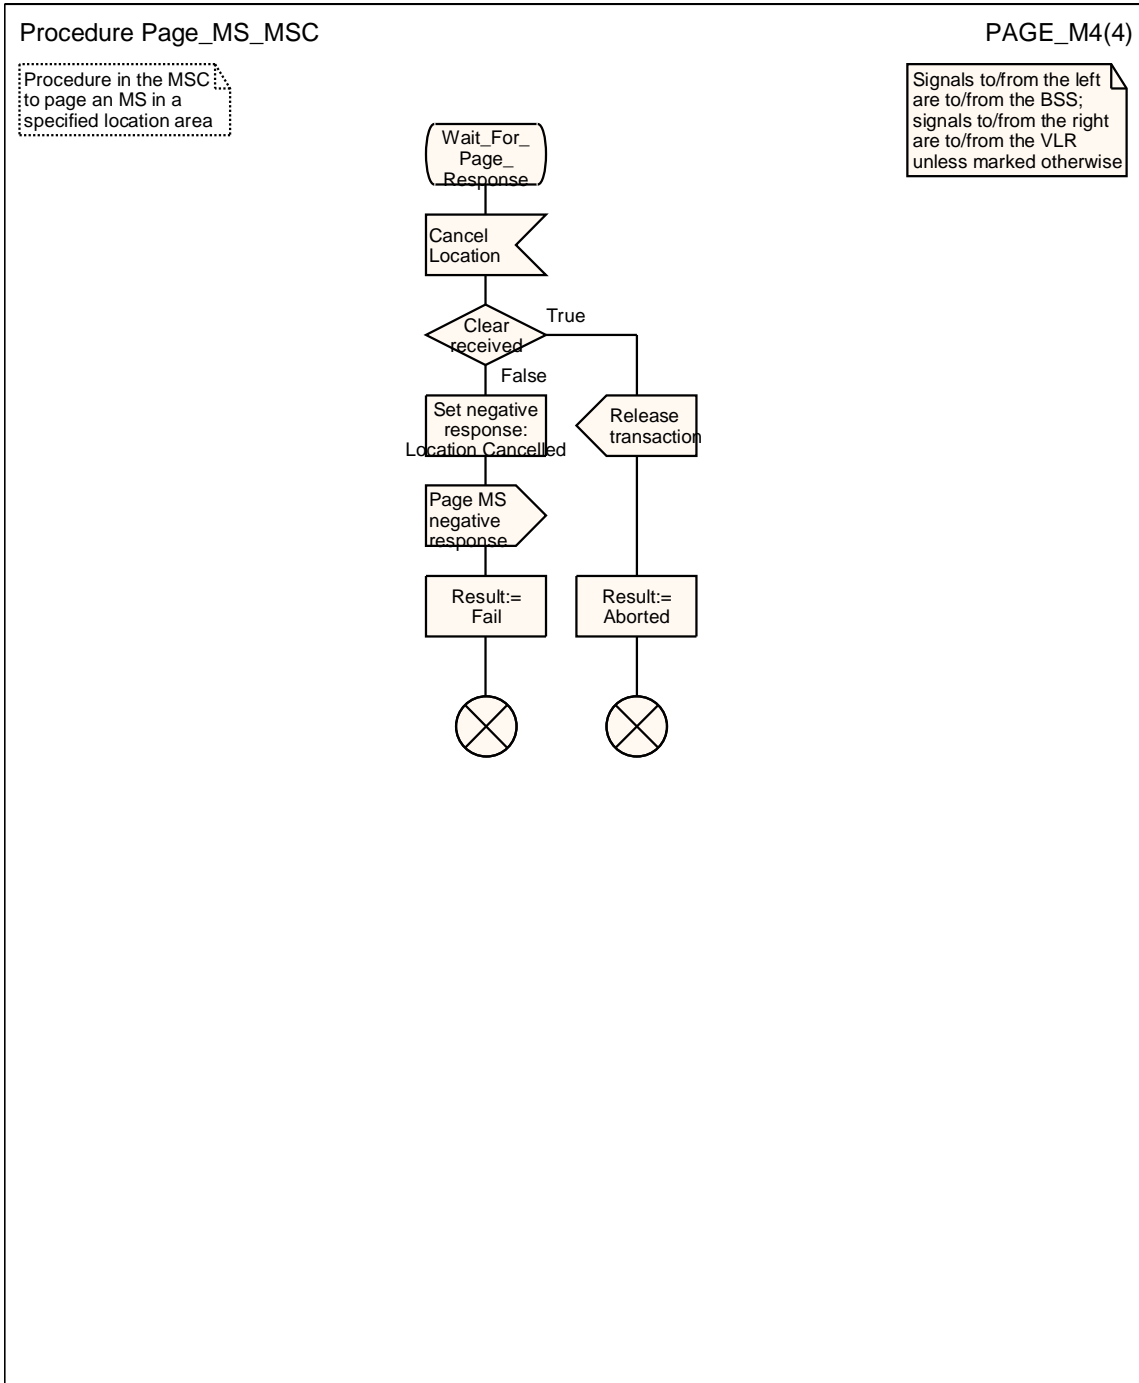 Procedure Page_MS_MSC
PAGE_M4(4)
Procedure in the MSC
to page an MS in a
specified location area
Signals to/from the left
are to/from the BSS;
signals to/from the right
are to/from the VLR
unless marked otherwise
Wait_For_
Page_
Response
Cancel
Location
Clear
received
True
False
Set negative
response:
Location Cancelled
Release
transaction
Page MS
negative
response
Result:=
Fail
Result:=
Aborted